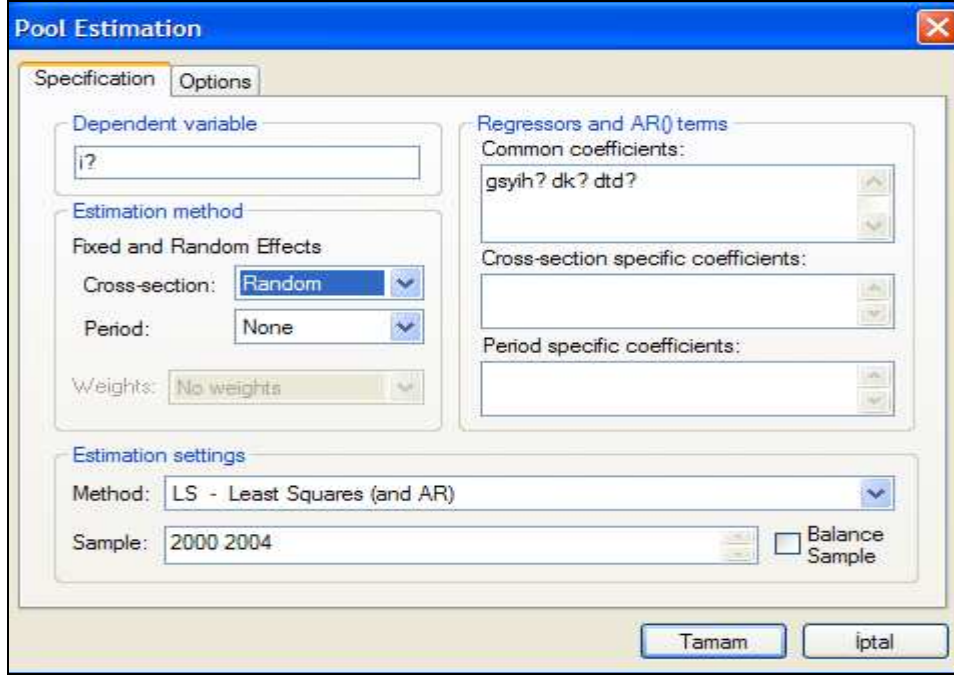 Pool Estimation
Specification
Options
Dependent variable
i?
Estimation method
Fixed and Random Effects
Cross-section: Random
Period: None
Weights: No weights
Regressors and AR() terms
Common coefficients:
gsyih? dk? dtd?
Cross-section specific coefficients:
Period specific coefficients:
Estimation settings
Method: LS - Least Squares (and AR)
Sample: 2000 2004
Balance
Sample
Tamam
İptal